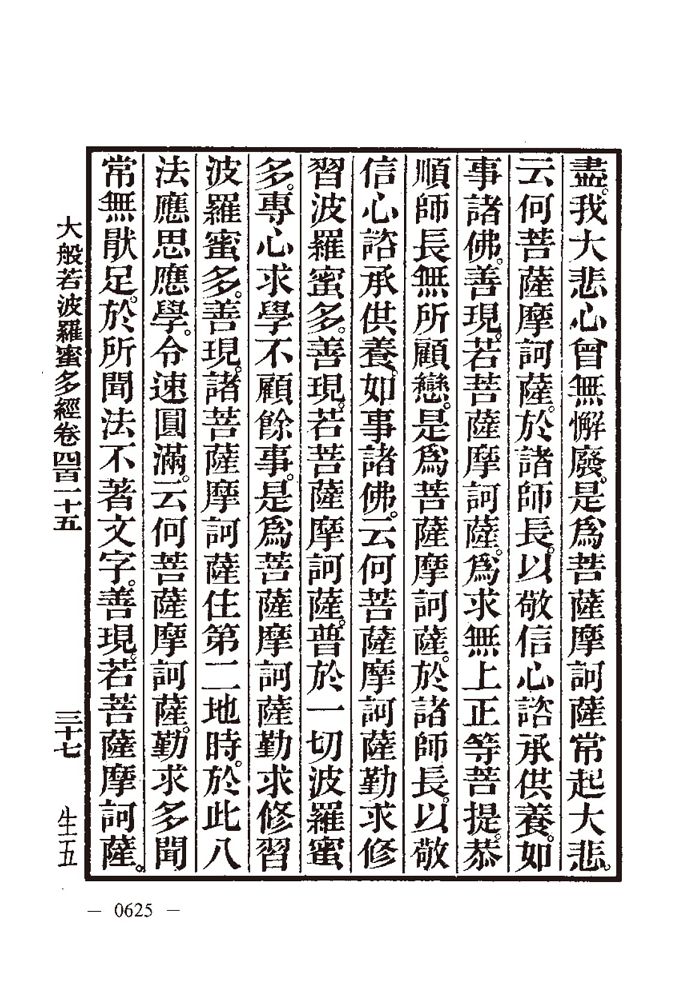 盡。我大悲心曾無懈廢。是爲菩薩摩訶薩常起大悲。
云何菩薩摩訶薩。於諸師長。以敬信心諮承供養。如
事諸佛。善現。若菩薩摩訶薩。爲求無上正等菩提。恭
順師長無所顧戀。是爲菩薩摩訶薩。於諸師長。以敬
信心諮承供養。如事諸佛。云何菩薩摩訶薩勤求修
習波羅蜜多。善現。若菩薩摩訶薩。普於一切波羅蜜
多。專心求學不顧餘事。是爲菩薩摩訶薩勤求修習
波羅蜜多。善現。諸菩薩摩訶薩住第二地時。於此八
法應思應學。令速圓滿。云何菩薩摩訶薩。勤求多聞
常無猒足。於所聞法不著文字。善現。若菩薩摩訶薩。
大般若波羅蜜多經卷四百一十五
三十七
生五
— 0625 —